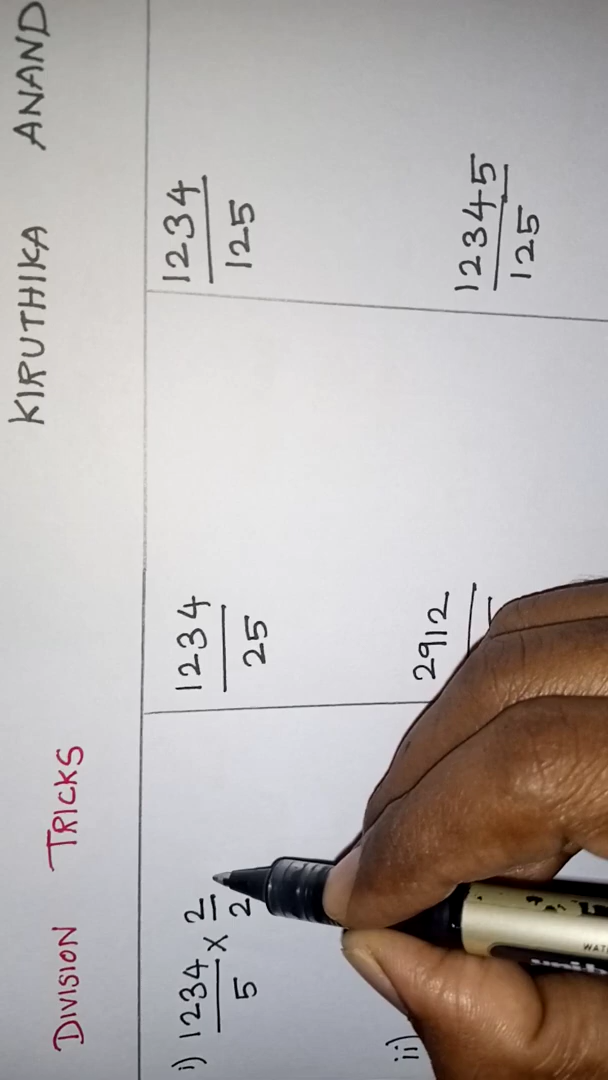 DIVISION TRICKS KIRUTHIKA ANAND
i) 1234/5 × 2/2
1234/25
1234/125
ii)
2912
12345/125